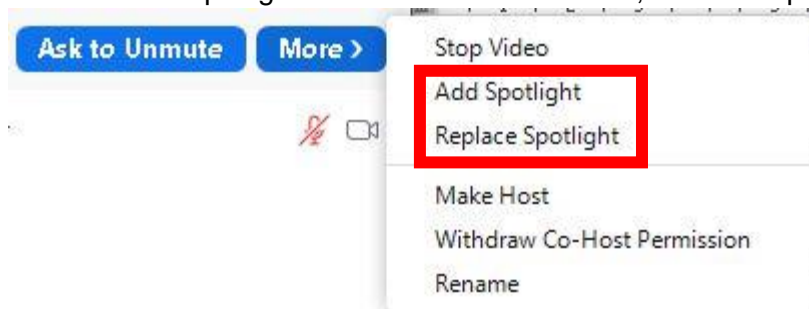 Ask to Unmute More > Stop Video
Add Spotlight
Replace Spotlight
Make Host
Withdraw Co-Host Permission
Rename